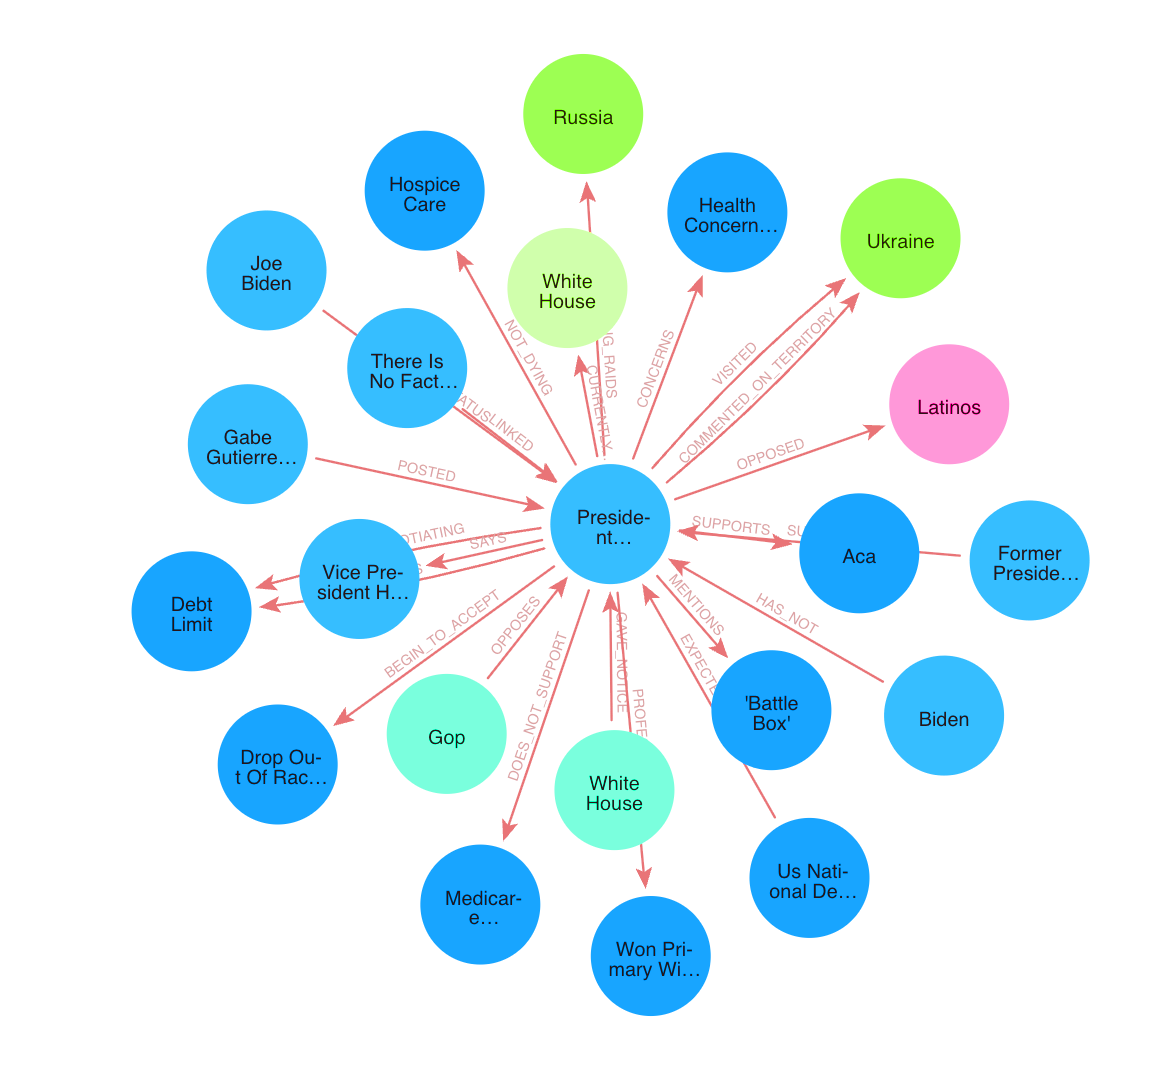 Russia
Hospice
Care
Health
Concern…
Ukraine
Joe
Biden
White
House
There Is
No Fact…
Latinos
Gabe
Gutierre…
Preside-
nt…
Aca
Former
Preside…
Vice Pre-
sident H…
Debt
Limit
'Battle
Box'
Biden
Gop
Drop Ou-
t Of Rac…
White
House
Us Nati-
onal De…
Medicar-
e…
Won Pri-
mary Wi…
NOT_DYING
CURRENTLY
IG_RAIDS
CONCERNS
VISITED
COMMENTED_ON_TERRITORY
OPPOSED
ATUSLINKED
POSTED
OTIATING
SAYS
SUPPORTS
BEGIN_TO_ACCEPT
OPPOSES
DOES_NOT_SUPPORT
GAVE_NOTICE
PROFE
MENTIONS
EXPECTE
HAS_NOT